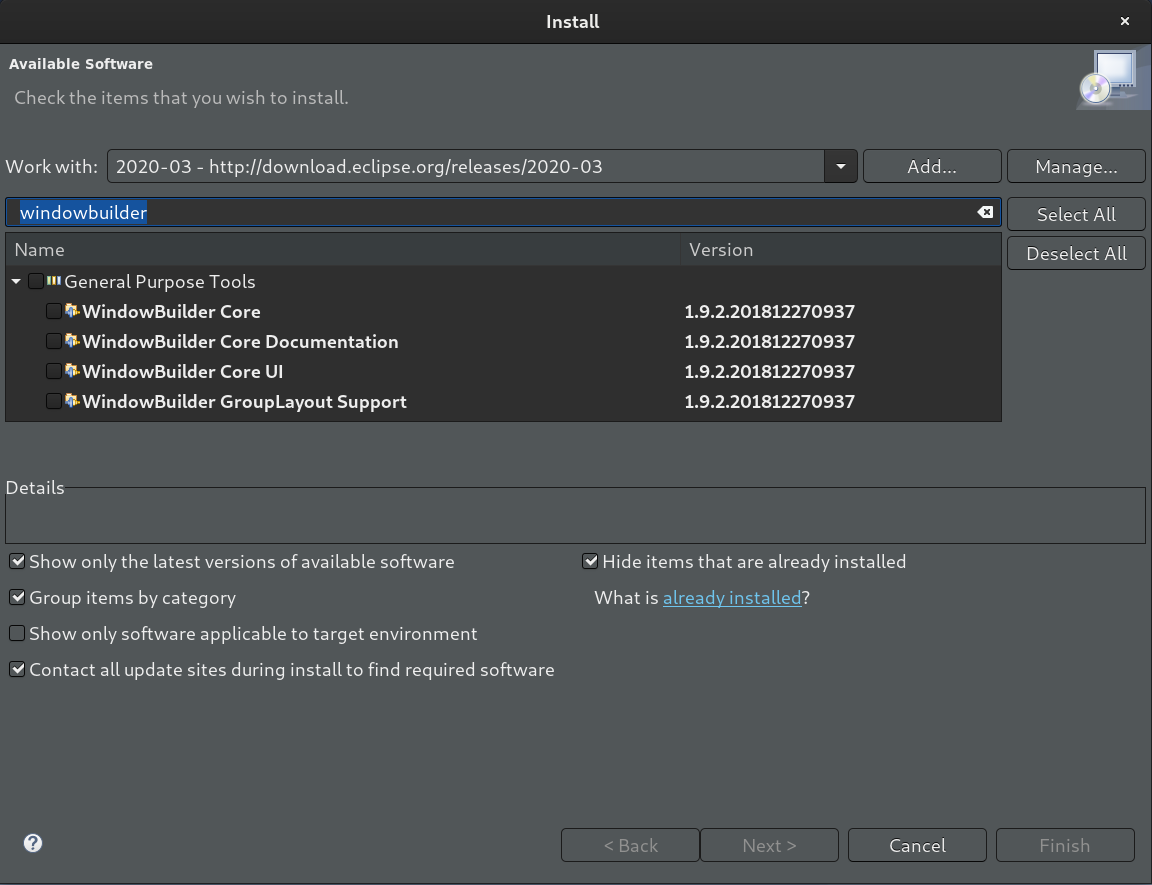 Install
Available Software
Check the items that you wish to install.
Work with: 2020-03 - http://download.eclipse.org/releases/2020-03 Add... Manage...
windowbuilder Select All
Name Version Deselect All
General Purpose Tools
WindowBuilder Core 1.9.2.201812270937
WindowBuilder Core Documentation 1.9.2.201812270937
WindowBuilder Core UI 1.9.2.201812270937
WindowBuilder GroupLayout Support 1.9.2.201812270937
Details
Show only the latest versions of available software Hide items that are already installed
Group items by category What is already installed?
Show only software applicable to target environment
Contact all update sites during install to find required software
? < Back Next > Cancel Finish